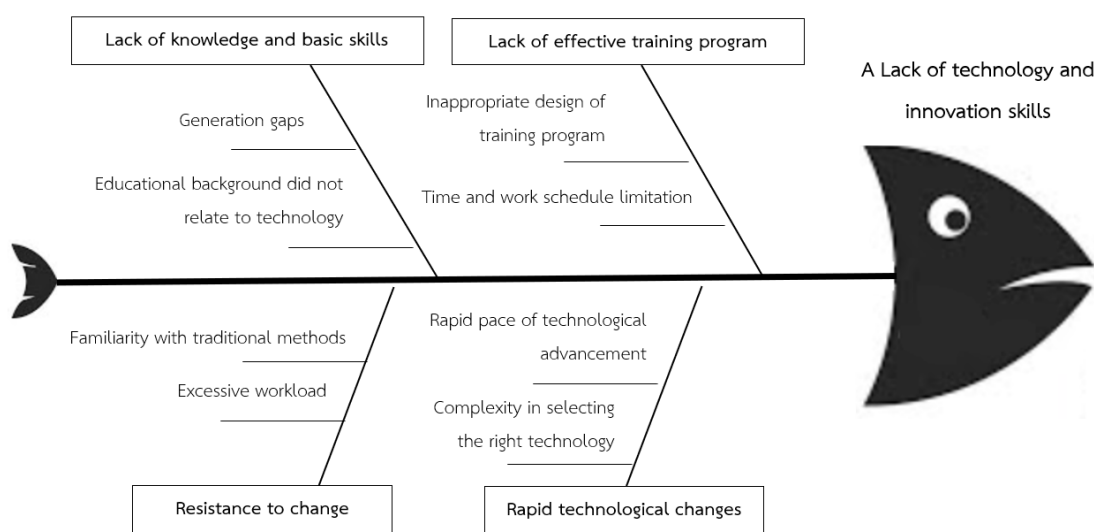 Lack of knowledge and basic skills
Lack of effective training program
A Lack of technology and
innovation skills
Generation gaps
Educational background did not
relate to technology
Inappropriate design of
training program
Time and work schedule limitation
Familiarity with traditional methods
Excessive workload
Rapid pace of technological
advancement
Complexity in selecting
the right technology
Resistance to change
Rapid technological changes